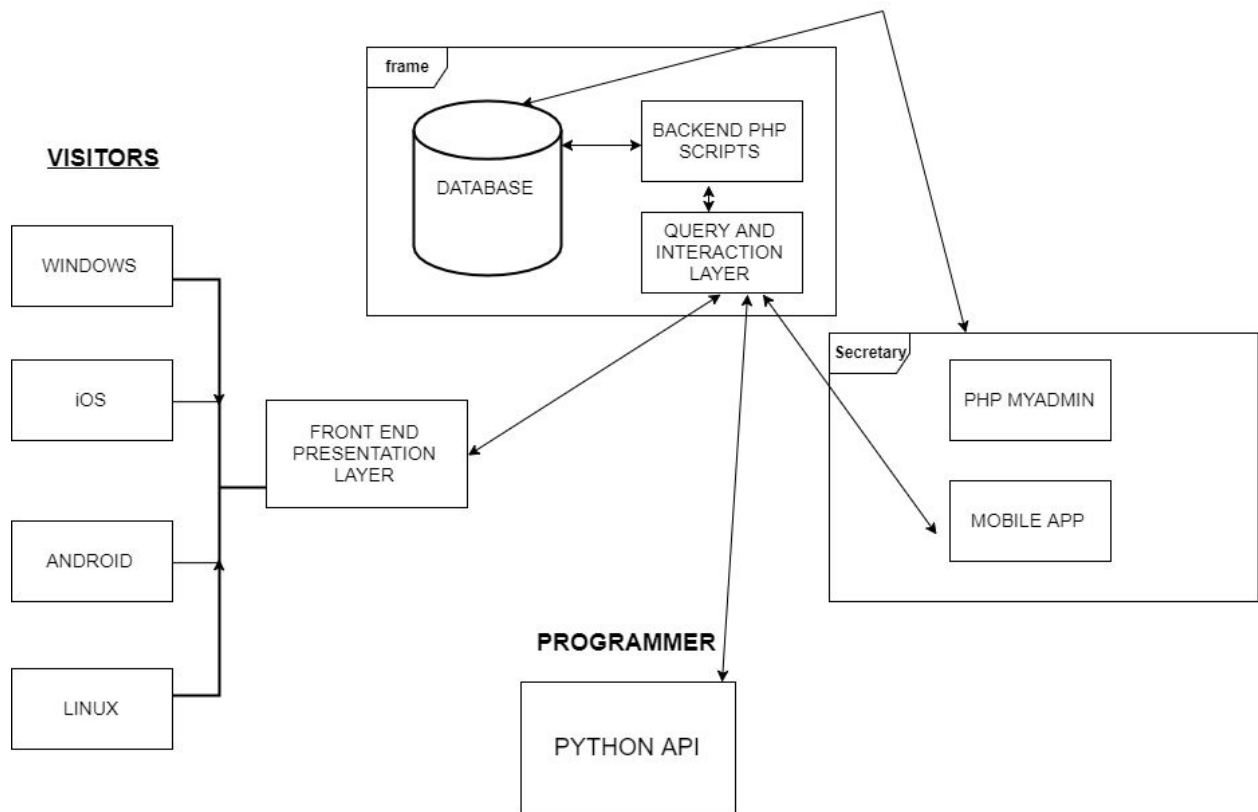 frame
DATABASE
BACKEND PHP
SCRIPTS
QUERY AND
INTERACTION
LAYER
VISITORS
WINDOWS
iOS
ANDROID
LINUX
FRONT END
PRESENTATION
LAYER
Secretary
PHP MYADMIN
MOBILE APP
PROGRAMMER
PYTHON API